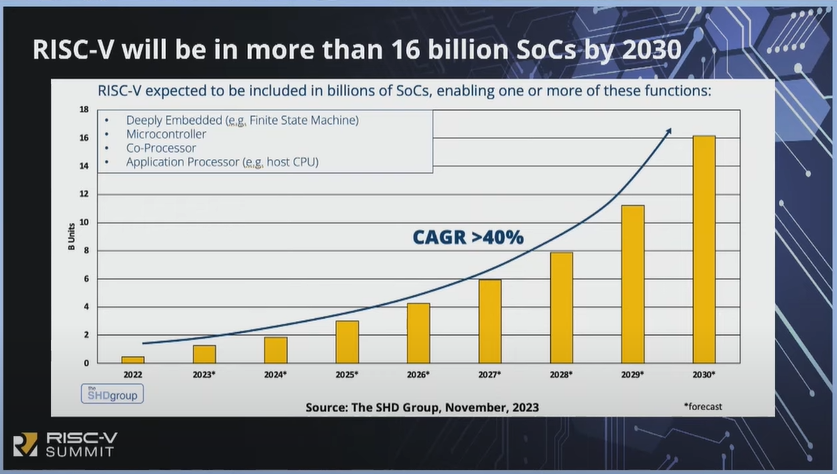 RISC-V will be in more than 16 billion SoCs by 2030
RISC-V expected to be included in billions of SoCs, enabling one or more of these functions:
• Deeply Embedded (e.g. Finite State Machine)
• Microcontroller
• Co-Processor
• Application Processor (e.g. host CPU)
18
16
14
12
10
8
6
4
2
0
B Units
CAGR >40%
2022 2023* 2024* 2025* 2026* 2027* 2028* 2029* 2030*
the
SHDgroup
Source: The SHD Group, November, 2023
*forecast
RISC-V
SUMMIT